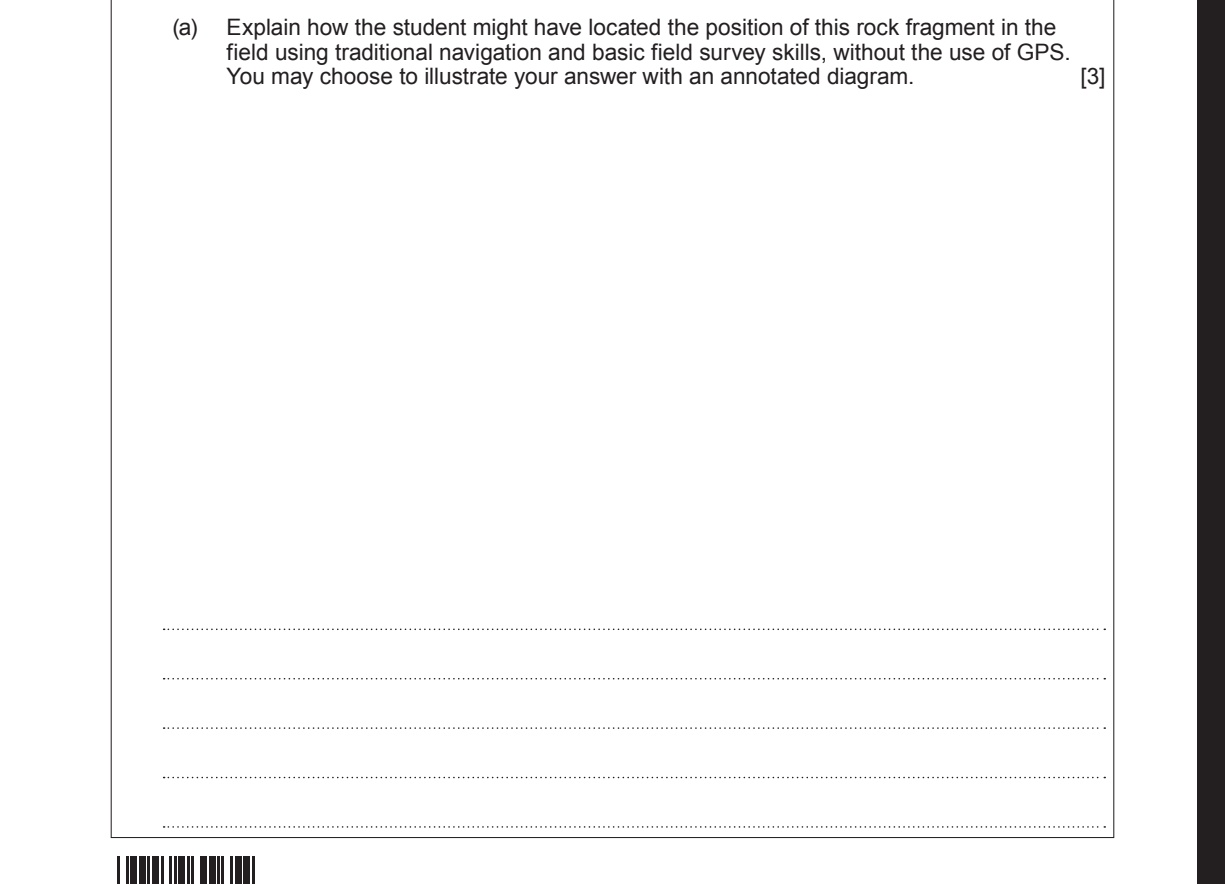 (a) Explain how the student might have located the position of this rock fragment in the
field using traditional navigation and basic field survey skills, without the use of GPS.
You may choose to illustrate your answer with an annotated diagram. [3]